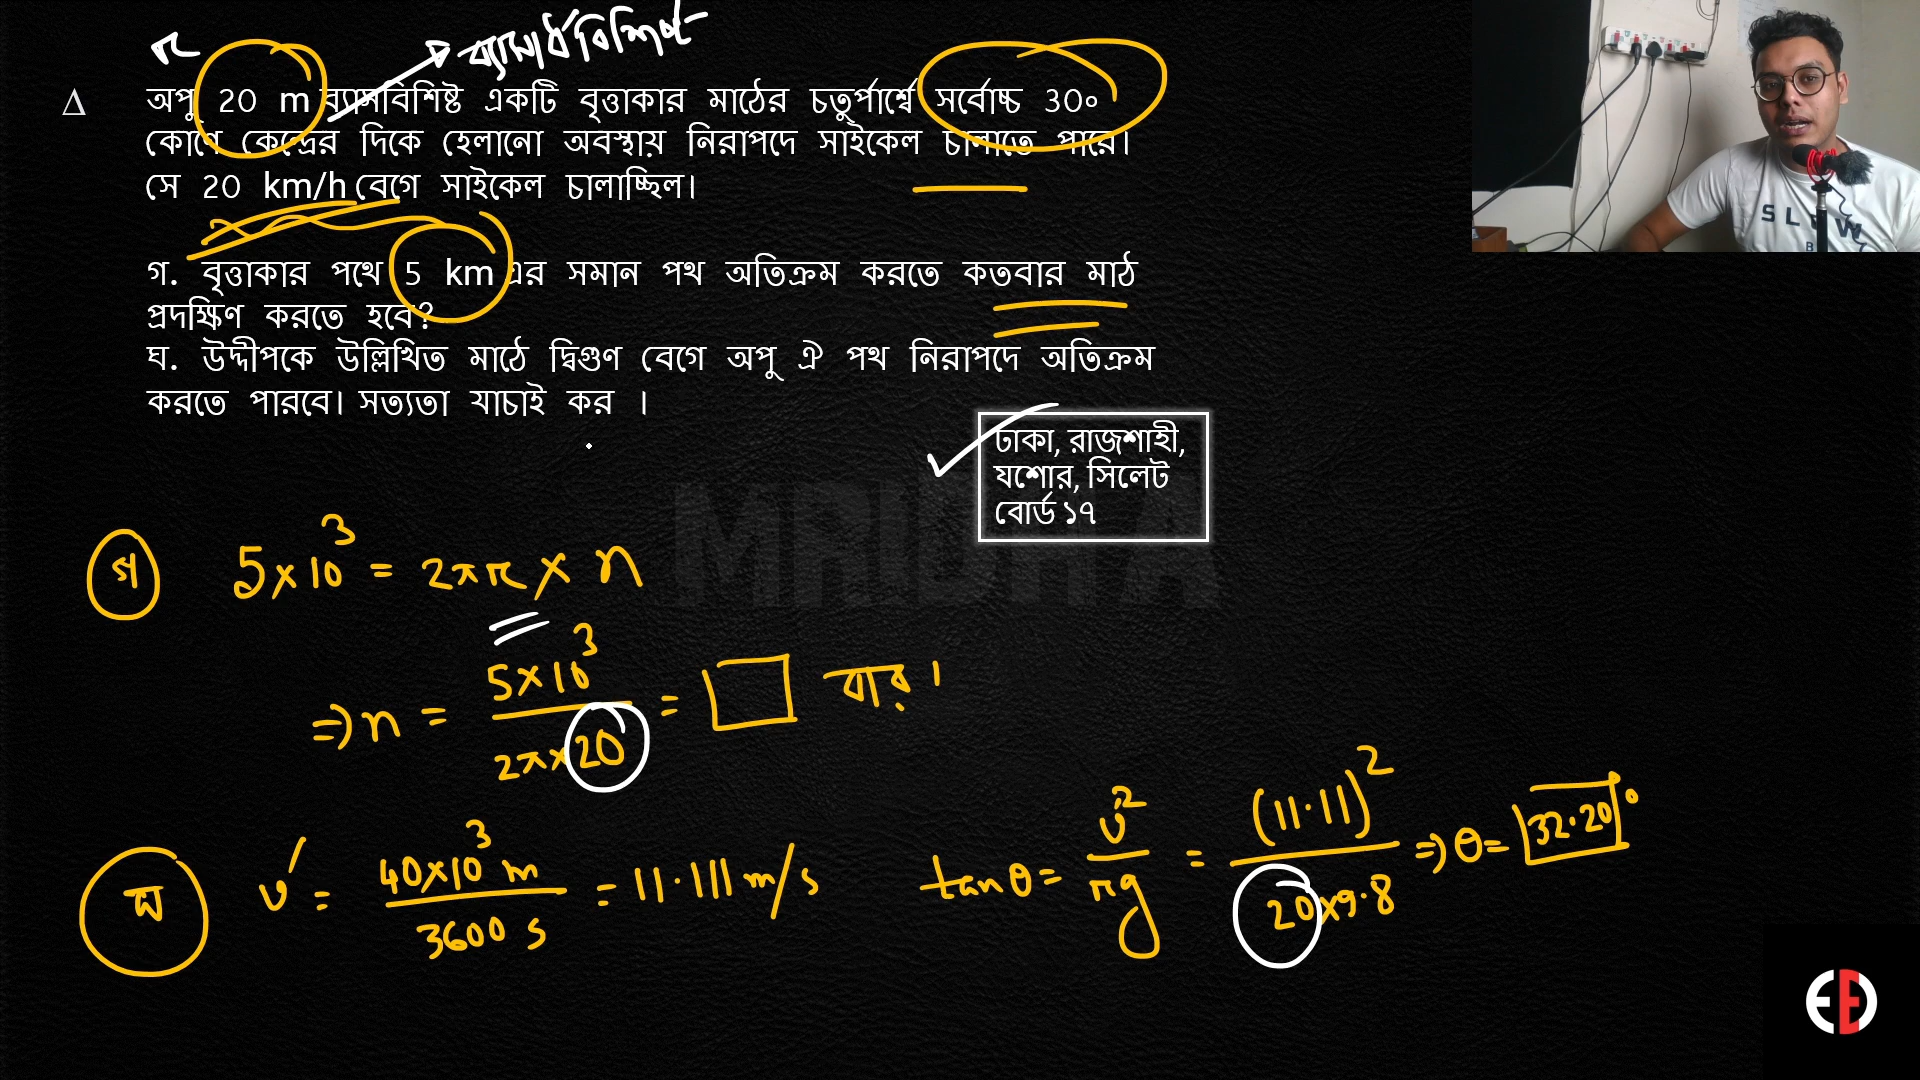 r → ব্যাসার্ধবিশিষ্ট
Δ অপু 20 m ব্যাসবিশিষ্ট একটি বৃত্তাকার মাঠের চতুর্পার্শ্বে সর্বোচ্চ 30°
কোণে কেন্দ্রের দিকে হেলানো অবস্থায় নিরাপদে সাইকেল চালাতে পারে।
সে 20 km/h বেগে সাইকেল চালাচ্ছিল।
গ. বৃত্তাকার পথে 5 km এর সমান পথ অতিক্রম করতে কতবার মাঠ
প্রদক্ষিণ করতে হবে?
ঘ. উদ্দীপকে উল্লিখিত মাঠে দ্বিগুণ বেগে অপু ঐ পথ নিরাপদে অতিক্রম
করতে পারবে। সত্যতা যাচাই কর ।
ঢাকা, রাজশাহী,
যশোর, সিলেট
বোর্ড ১৭
MRIDHA
গ 5×10³ = 2πr × n
⇒ n = 5×10³ / 2π×20 = □ বার।
ঘ v′ = 40×10³ m / 3600 s = 11.111 m/s tanθ = v² / rg = (11.11)² / 20×9.8 ⇒ θ = 32.20°
SLOW